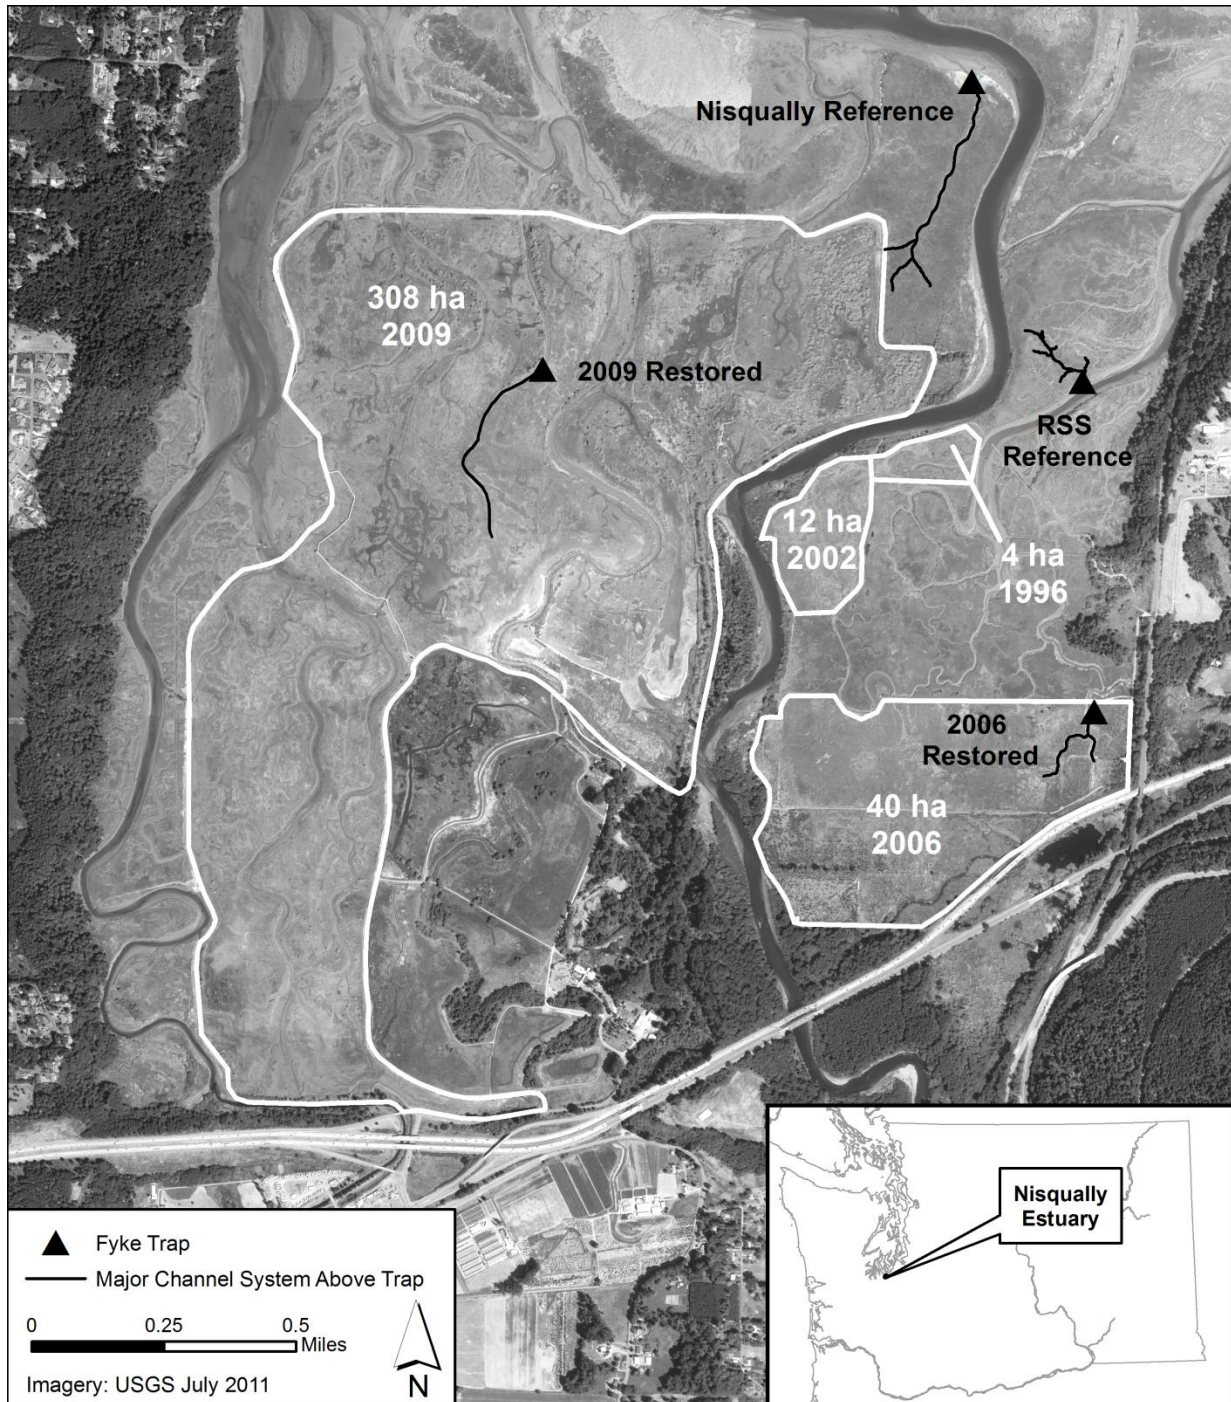 Nisqually Reference
308 ha
2009
2009 Restored
RSS
Reference
12 ha
2002
4 ha
1996
2006
Restored
40 ha
2006
Nisqually
Estuary
Fyke Trap
Major Channel System Above Trap
0 0.25 0.5
Miles
Imagery: USGS July 2011
N